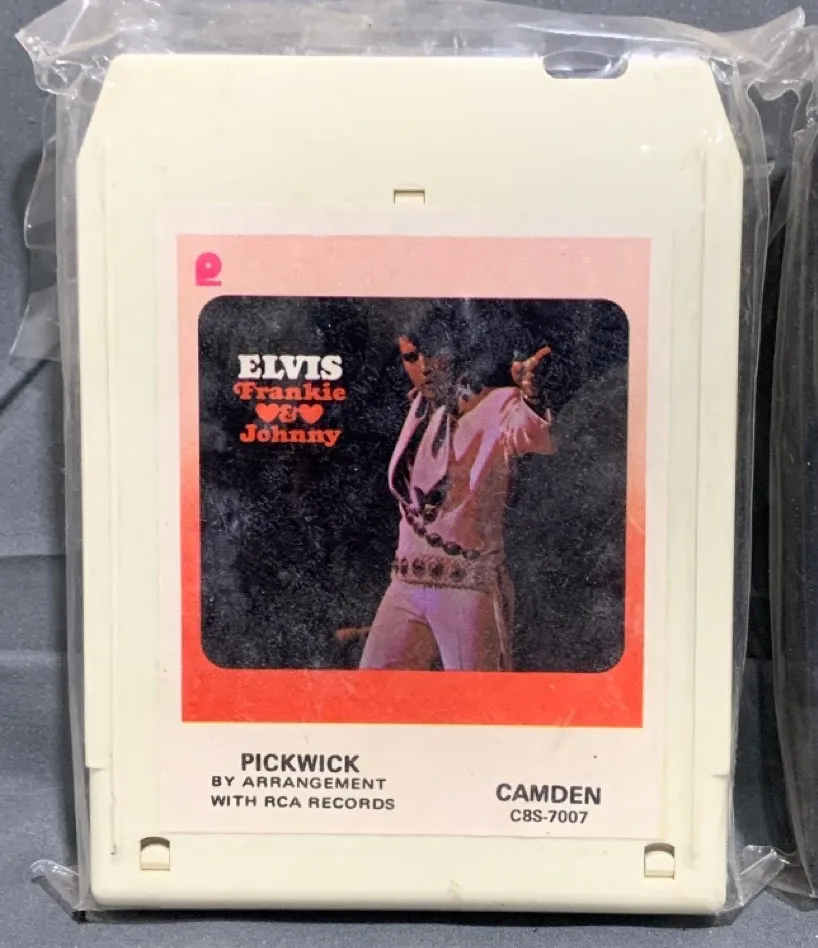 ELVIS
Frankie
&
Johnny
PICKWICK
BY ARRANGEMENT
WITH RCA RECORDS
CAMDEN
C8S-7007